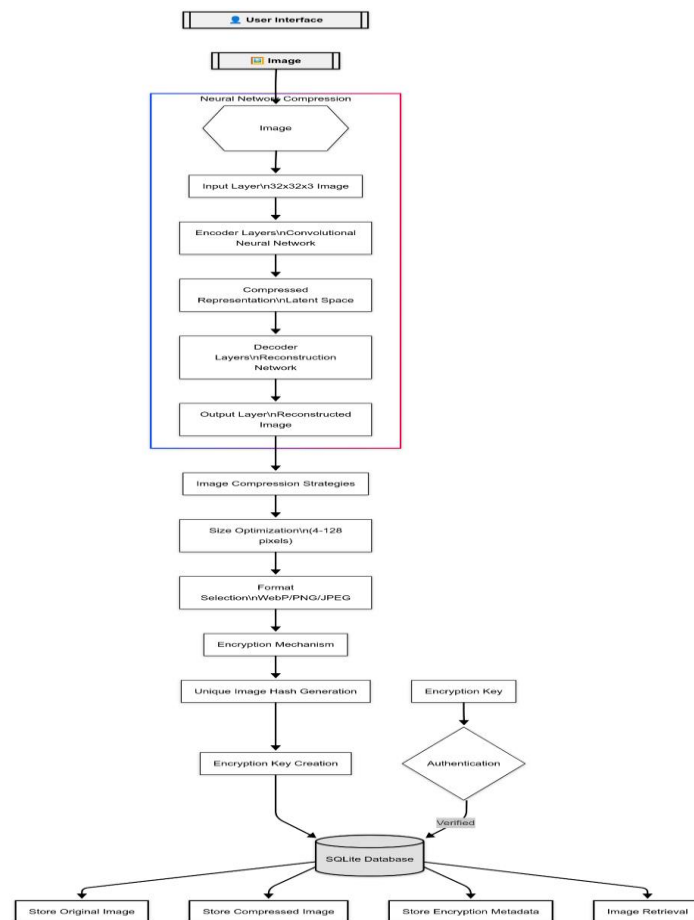 👤 User Interface
🖼️ Image
Neural Network Compression
Image
Input Layer\n32x32x3 Image
Encoder Layers\nConvolutional
Neural Network
Compressed
Representation\nLatent Space
Decoder
Layers\nReconstruction
Network
Output Layer\nReconstructed
Image
Image Compression Strategies
Size Optimization\n(4-128
pixels)
Format
Selection\nWebP/PNG/JPEG
Encryption Mechanism
Unique Image Hash Generation
Encryption Key
Encryption Key Creation
Authentication
Verified
SQLite Database
Store Original Image
Store Compressed Image
Store Encryption Metadata
Image Retrieval